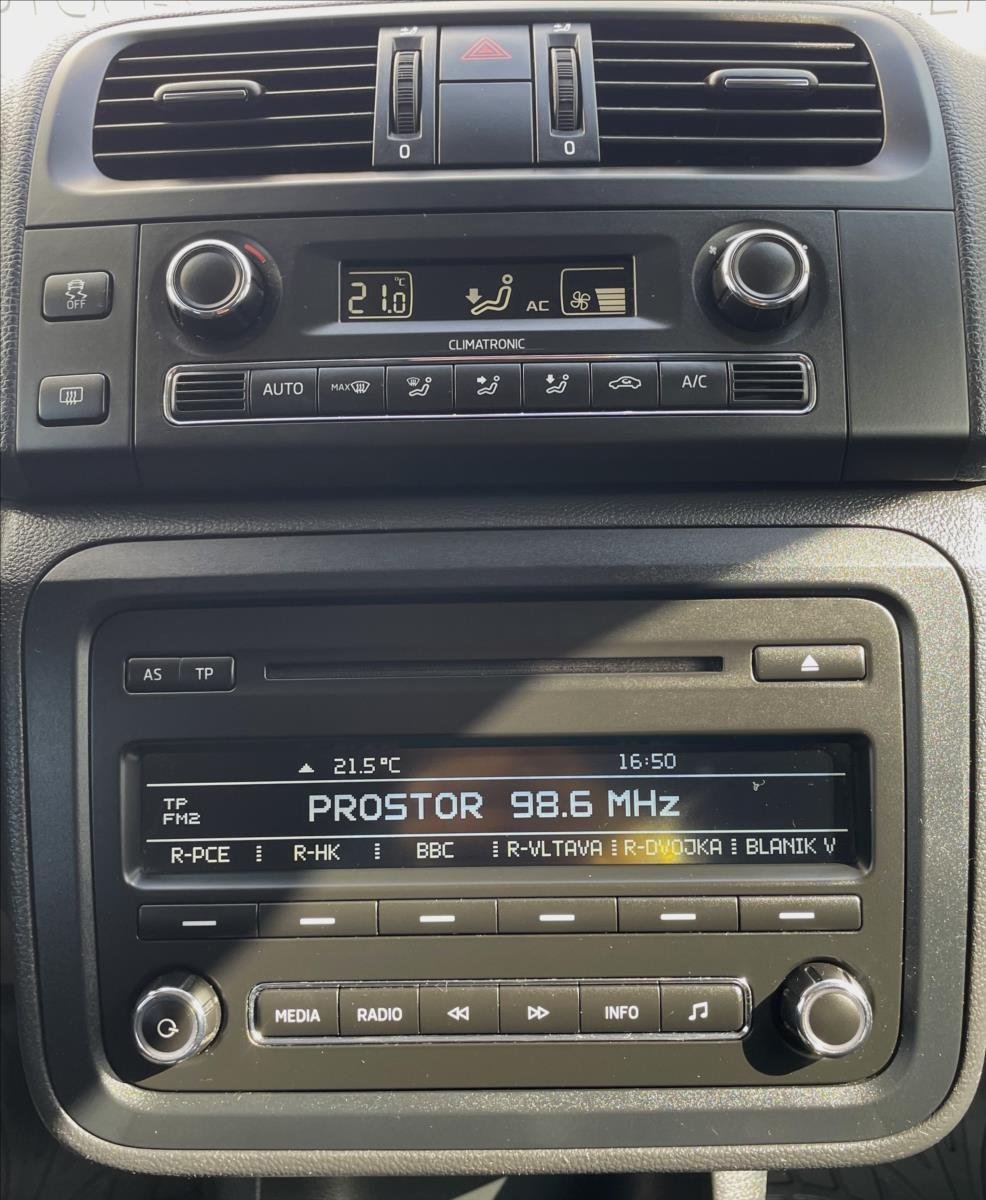 0 0
21.0 °C AC
OFF
CLIMATRONIC
AUTO MAX A/C
AS TP
21.5°C 16:50
TP
FM2
PROSTOR 98.6 MHz
R-PCE R-HK BBC R-VLTAVA R-DVOJKA BLANIK V
MEDIA RADIO INFO